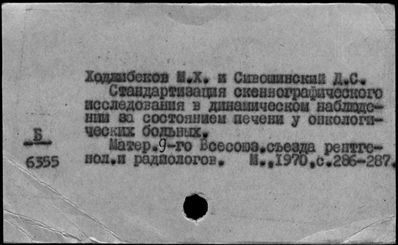 Ходжибеков М.Х. и Сивошинский Д.С.
Стандартизация скеннографического
исследования в динамическом наблюде-
нии за состоянием печени у онкологи-
ческих больных.
Матер.9-го Всесоюз.съезда рентге-
нол.и радиологов. М.,1970,с.286-287.
Б
6355